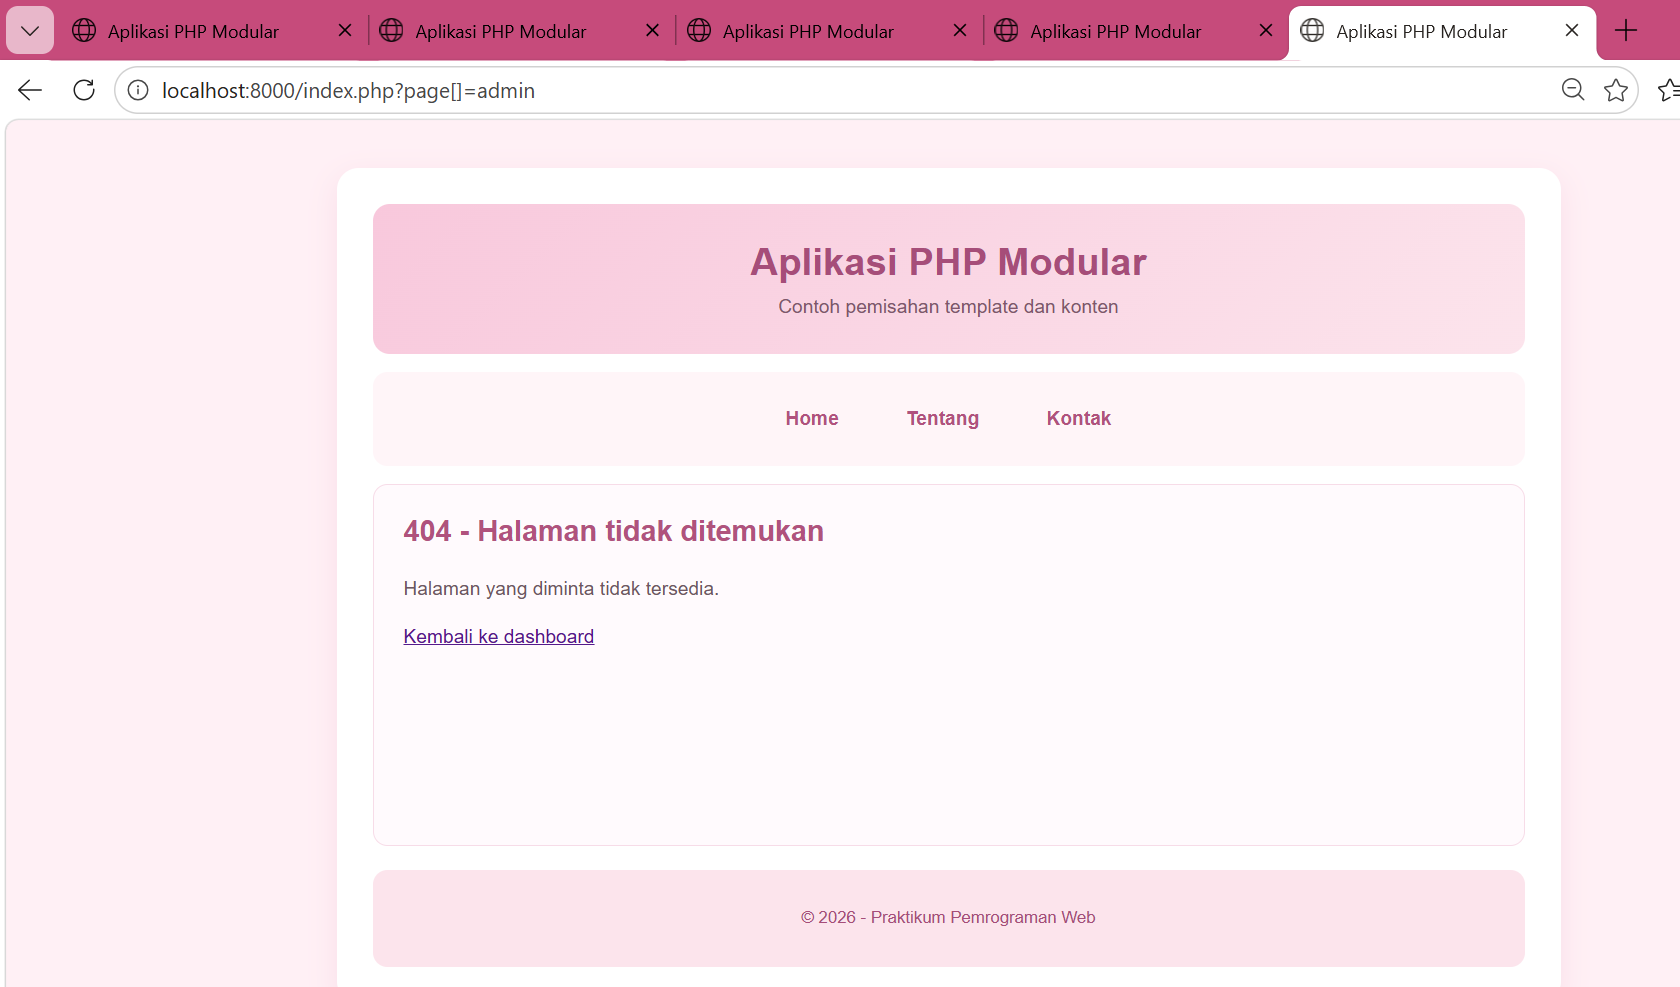 Aplikasi PHP Modular
Aplikasi PHP Modular
Aplikasi PHP Modular
Aplikasi PHP Modular
Aplikasi PHP Modular
localhost:8000/index.php?page[]=admin
Aplikasi PHP Modular
Contoh pemisahan template dan konten
Home Tentang Kontak
404 - Halaman tidak ditemukan
Halaman yang diminta tidak tersedia.
Kembali ke dashboard
© 2026 - Praktikum Pemrograman Web